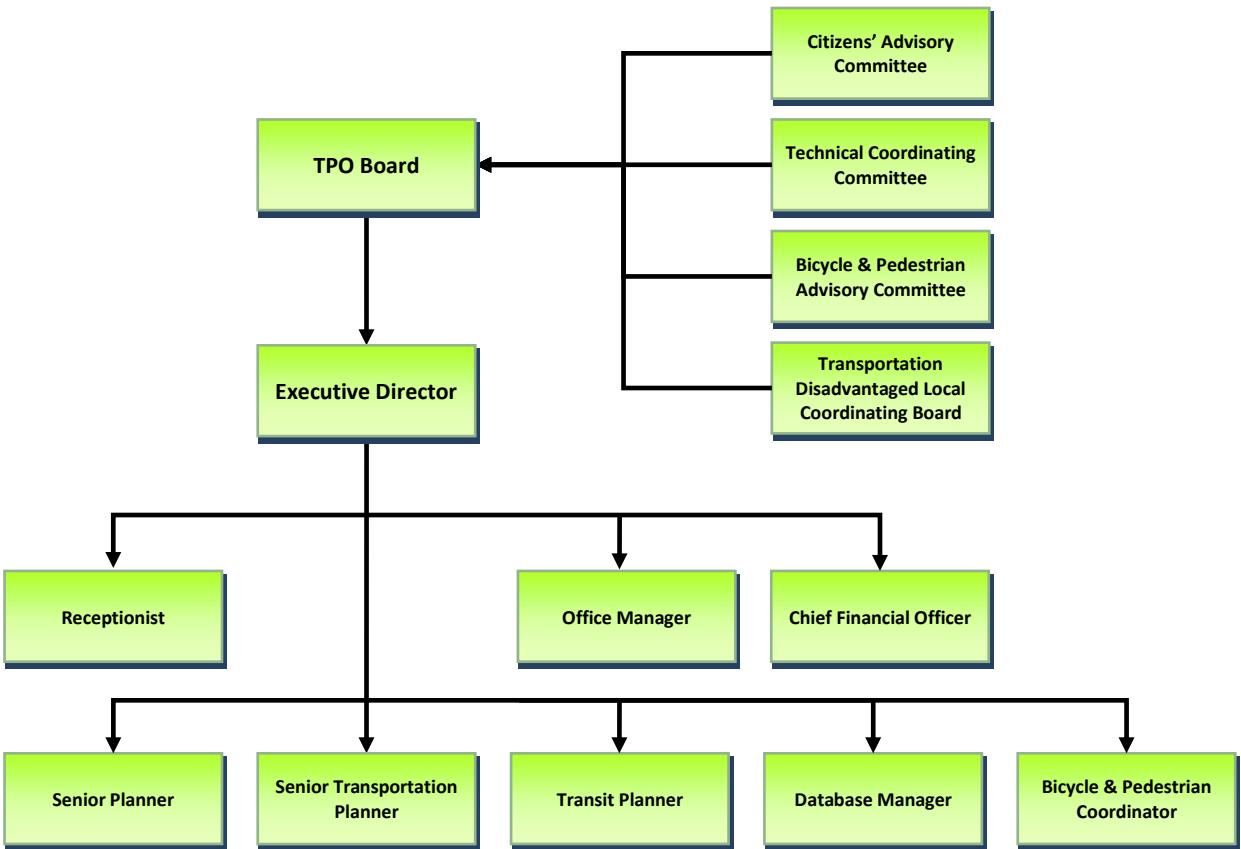 Citizens' Advisory
Committee
TPO Board
Technical Coordinating
Committee
Bicycle & Pedestrian
Advisory Committee
Executive Director
Transportation
Disadvantaged Local
Coordinating Board
Receptionist
Office Manager
Chief Financial Officer
Senior Planner
Senior Transportation
Planner
Transit Planner
Database Manager
Bicycle & Pedestrian
Coordinator